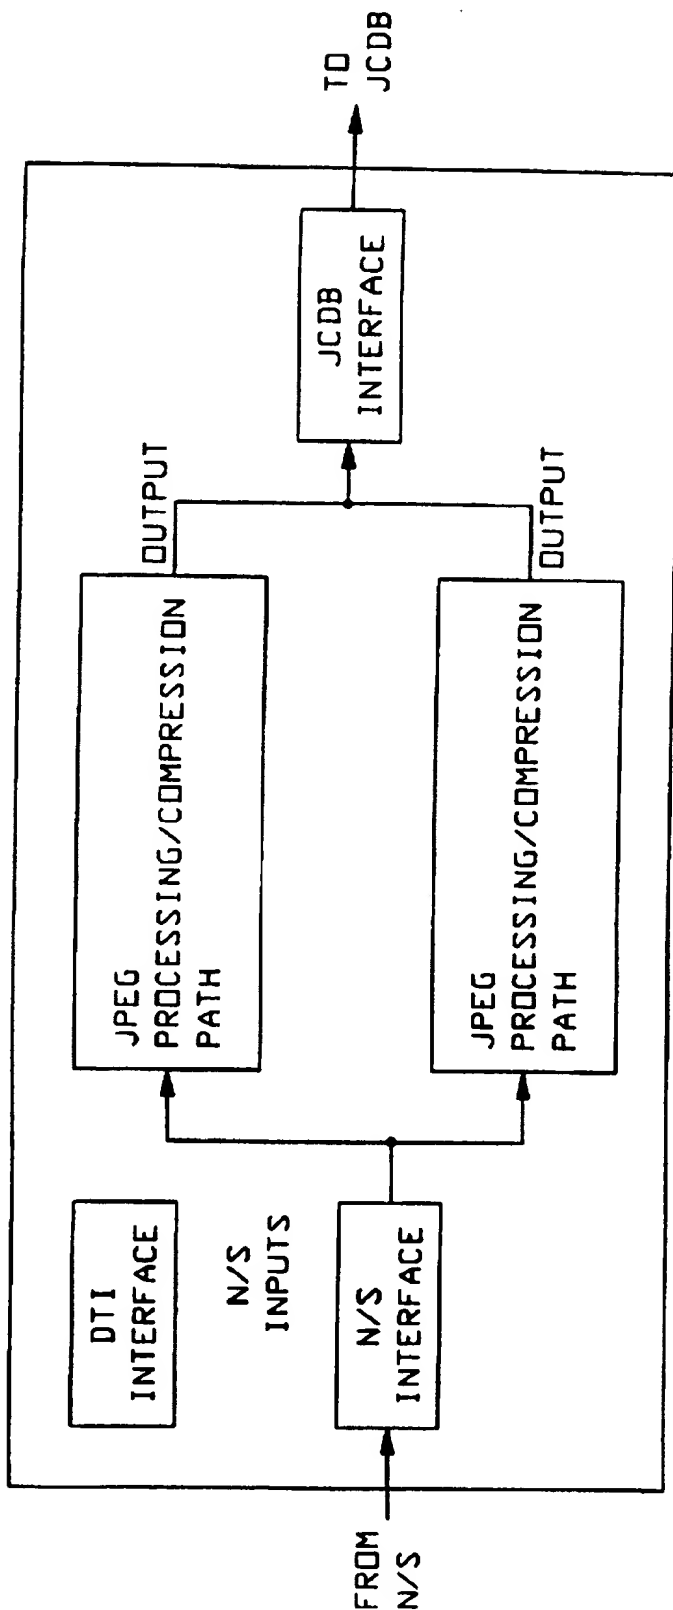 FROM
N/S
DTI
INTERFACE
N/S
INPUTS
N/S
INTERFACE
JPEG
PROCESSING/COMPRESSION
PATH
OUTPUT
JPEG
PROCESSING/COMPRESSION
PATH
OUTPUT
JCDB
INTERFACE
TO
JCDB